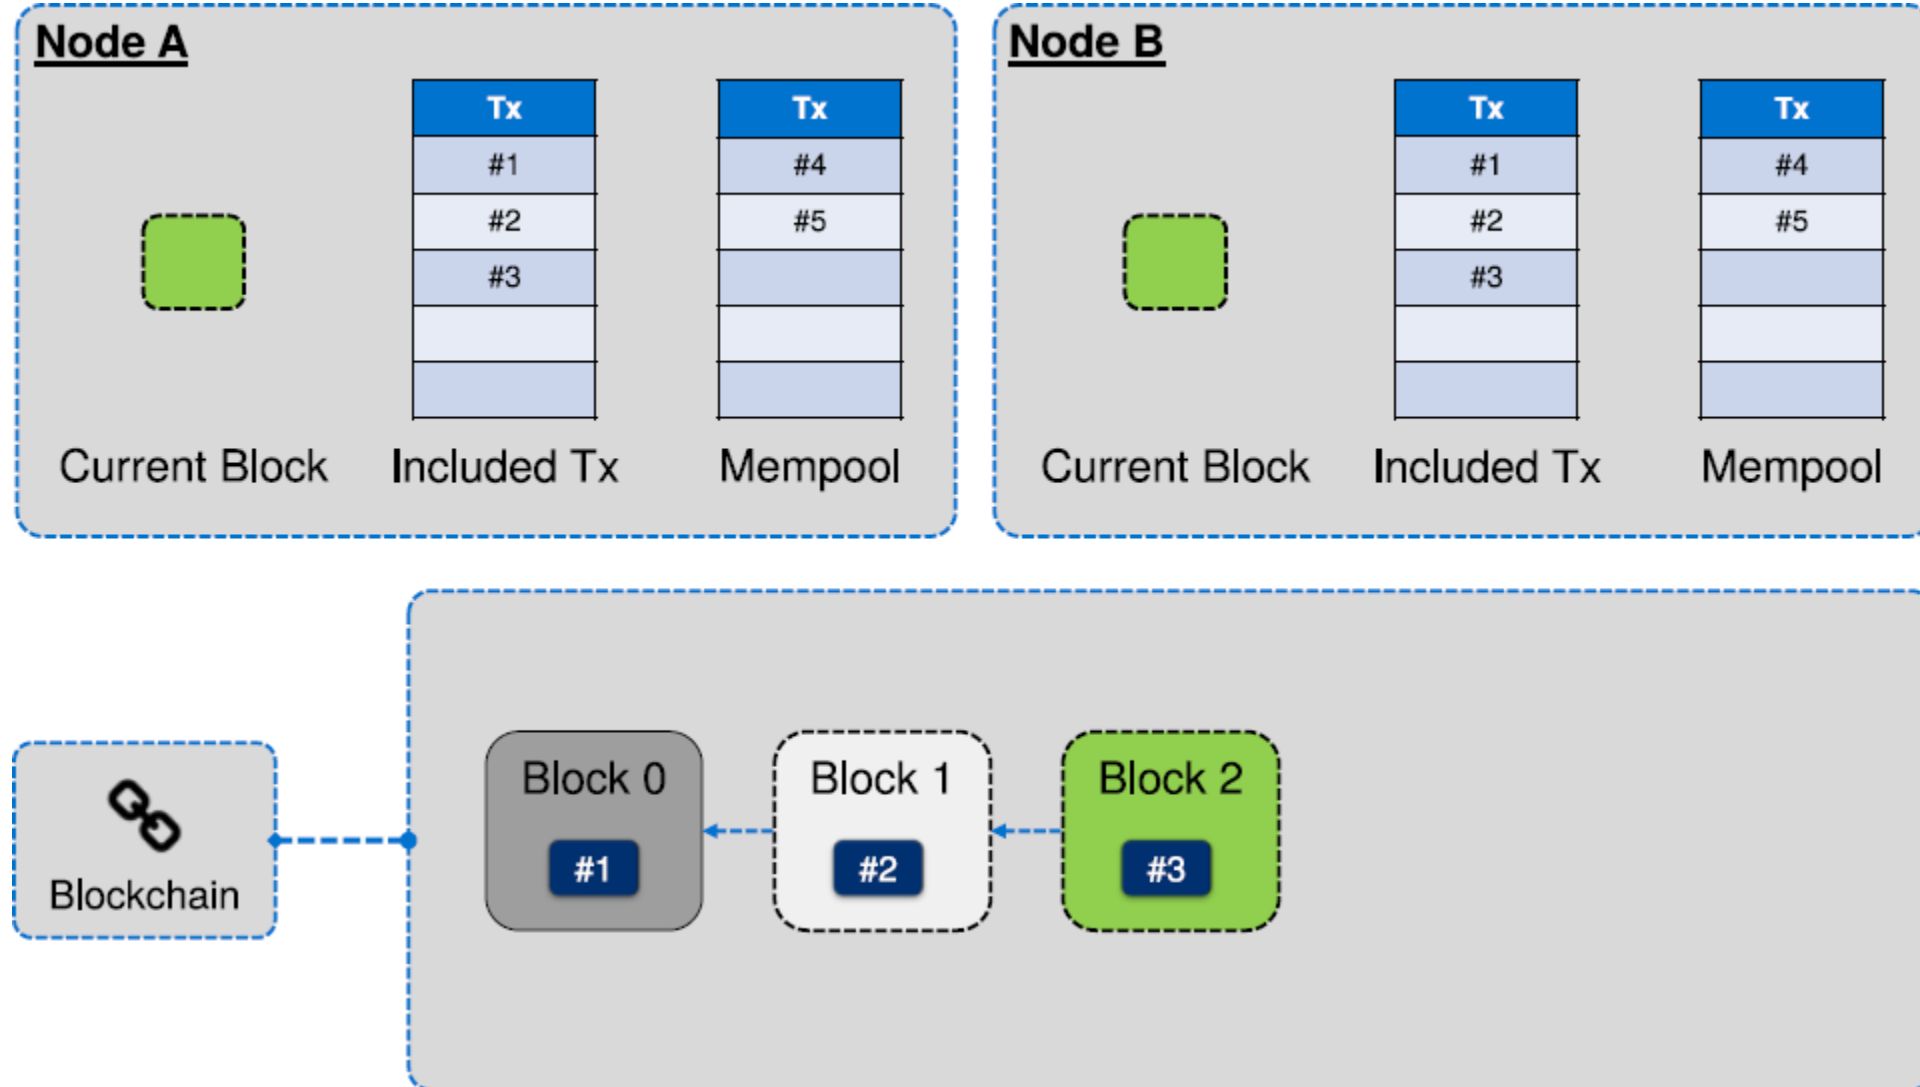 Node A
Tx
#1
#2
#3
Tx
#4
#5
Current Block
Included Tx
Mempool
Node B
Tx
#1
#2
#3
Tx
#4
#5
Current Block
Included Tx
Mempool
Blockchain
Block 0
#1
Block 1
#2
Block 2
#3